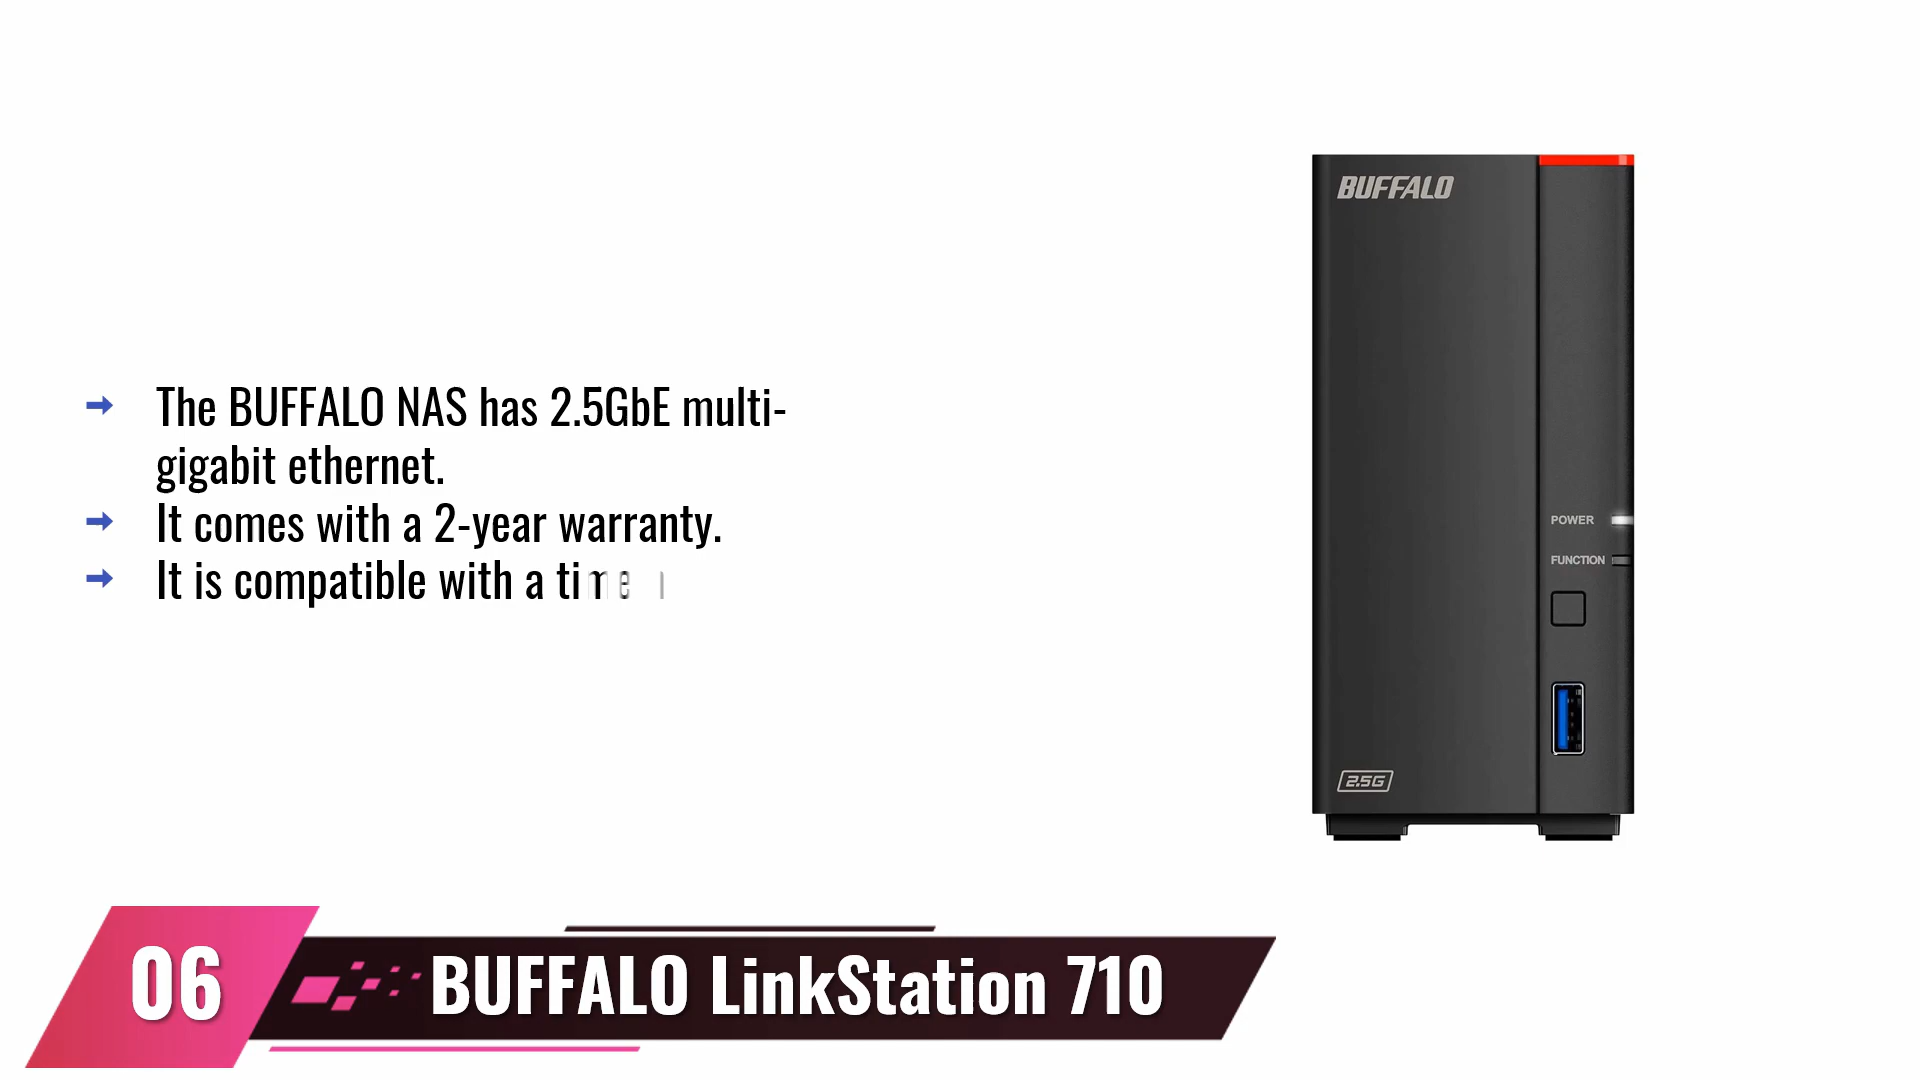 BUFFALO
The BUFFALO NAS has 2.5GbE multi-
gigabit ethernet.
It comes with a 2-year warranty.
It is compatible with a time
POWER
FUNCTION
2.5G
06 BUFFALO LinkStation 710